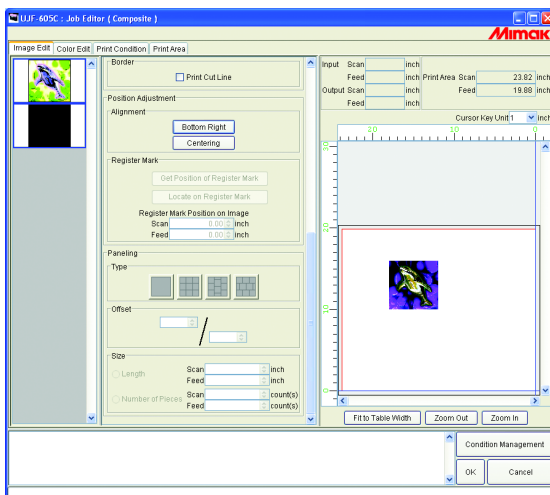 UJF-605C : Job Editor ( Composite )
Mimaki
Image Edit Color Edit Print Condition Print Area
Border
Print Cut Line
Position Adjustment
Alignment
Bottom Right
Centering
Register Mark
Get Position of Register Mark
Locate on Register Mark
Register Mark Position on Image
Scan 0.00 inch
Feed 0.00 inch
Paneling
Type
Offset
/
Size
Length
Scan inch
Feed inch
Number of Pieces
Scan count(s)
Feed count(s)
Input Scan inch
Feed inch Print Area Scan 23.82 inch
Output Scan inch Feed 19.88 inch
Feed inch
Cursor Key Unit 1 inch
20 10 0
30
20
10
0
Fit to Table Width Zoom Out Zoom In
Condition Management
OK Cancel